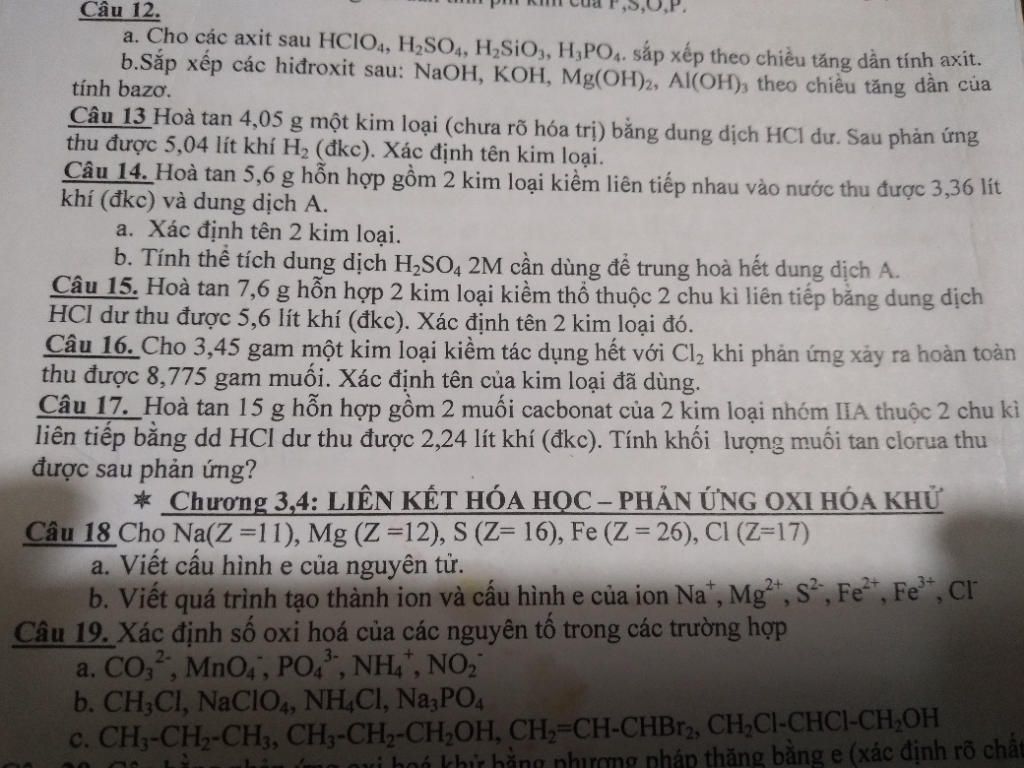 phi kim của F,S,O,P.
Câu 12.
a. Cho các axit sau HClO₄, H₂SO₄, H₂SiO₃, H₃PO₄. sắp xếp theo chiều tăng dần tính axit.
b.Sắp xếp các hiđroxit sau: NaOH, KOH, Mg(OH)₂, Al(OH)₃ theo chiều tăng dần của
tính bazơ.
Câu 13 Hoà tan 4,05 g một kim loại (chưa rõ hóa trị) bằng dung dịch HCl dư. Sau phản ứng
thu được 5,04 lít khí H₂ (đkc). Xác định tên kim loại.
Câu 14. Hoà tan 5,6 g hỗn hợp gồm 2 kim loại kiềm liên tiếp nhau vào nước thu được 3,36 lít
khí (đkc) và dung dịch A.
a. Xác định tên 2 kim loại.
b. Tính thể tích dung dịch H₂SO₄ 2M cần dùng để trung hoà hết dung dịch A.
Câu 15. Hoà tan 7,6 g hỗn hợp 2 kim loại kiềm thổ thuộc 2 chu kì liên tiếp bằng dung dịch
HCl dư thu được 5,6 lít khí (đkc). Xác định tên 2 kim loại đó.
Câu 16. Cho 3,45 gam một kim loại kiềm tác dụng hết với Cl₂ khi phản ứng xảy ra hoàn toàn
thu được 8,775 gam muối. Xác định tên của kim loại đã dùng.
Câu 17. Hoà tan 15 g hỗn hợp gồm 2 muối cacbonat của 2 kim loại nhóm IIA thuộc 2 chu kì
liên tiếp bằng dd HCl dư thu được 2,24 lít khí (đkc). Tính khối lượng muối tan clorua thu
được sau phản ứng?
* Chương 3,4: LIÊN KẾT HÓA HỌC – PHẢN ỨNG OXI HÓA KHỬ
Câu 18 Cho Na(Z =11), Mg (Z =12), S (Z= 16), Fe (Z = 26), Cl (Z=17)
a. Viết cấu hình e của nguyên tử.
b. Viết quá trình tạo thành ion và cấu hình e của ion Na⁺, Mg²⁺, S²⁻, Fe²⁺, Fe³⁺, Cl⁻
Câu 19. Xác định số oxi hoá của các nguyên tố trong các trường hợp
a. CO₃²⁻, MnO₄⁻, PO₄³⁻, NH₄⁺, NO₂⁻
b. CH₃Cl, NaClO₄, NH₄Cl, Na₃PO₄
c. CH₃-CH₂-CH₃, CH₃-CH₂-CH₂OH, CH₂=CH-CHBr₂, CH₂Cl-CHCl-CH₂OH
oxi hoá khử bằng phương pháp thăng bằng e (xác định rõ chất